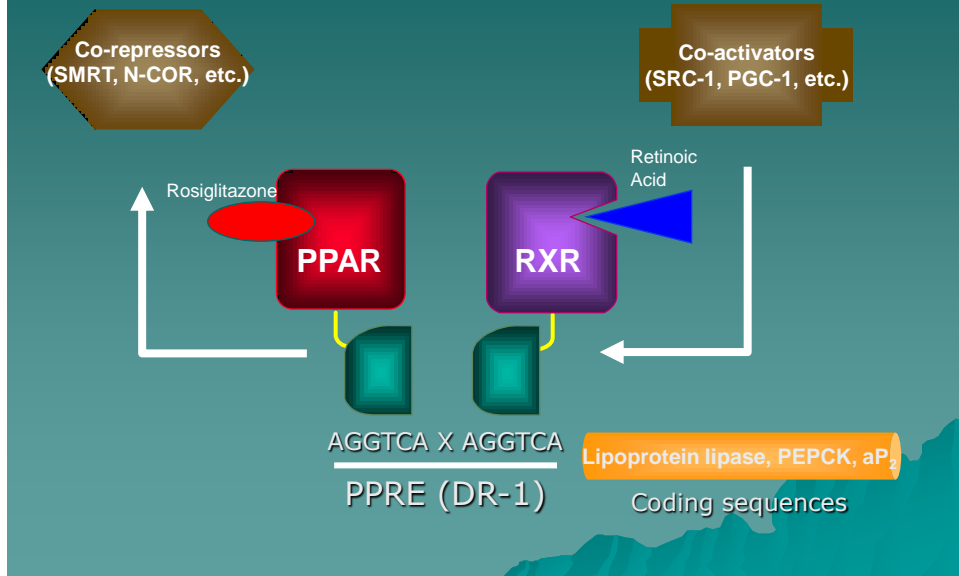 Co-repressors
(SMRT, N-COR, etc.)
Co-activators
(SRC-1, PGC-1, etc.)
Rosiglitazone
Retinoic
Acid
PPAR
RXR
AGGTCA X AGGTCA
PPRE (DR-1)
Lipoprotein lipase, PEPCK, aP₂
Coding sequences